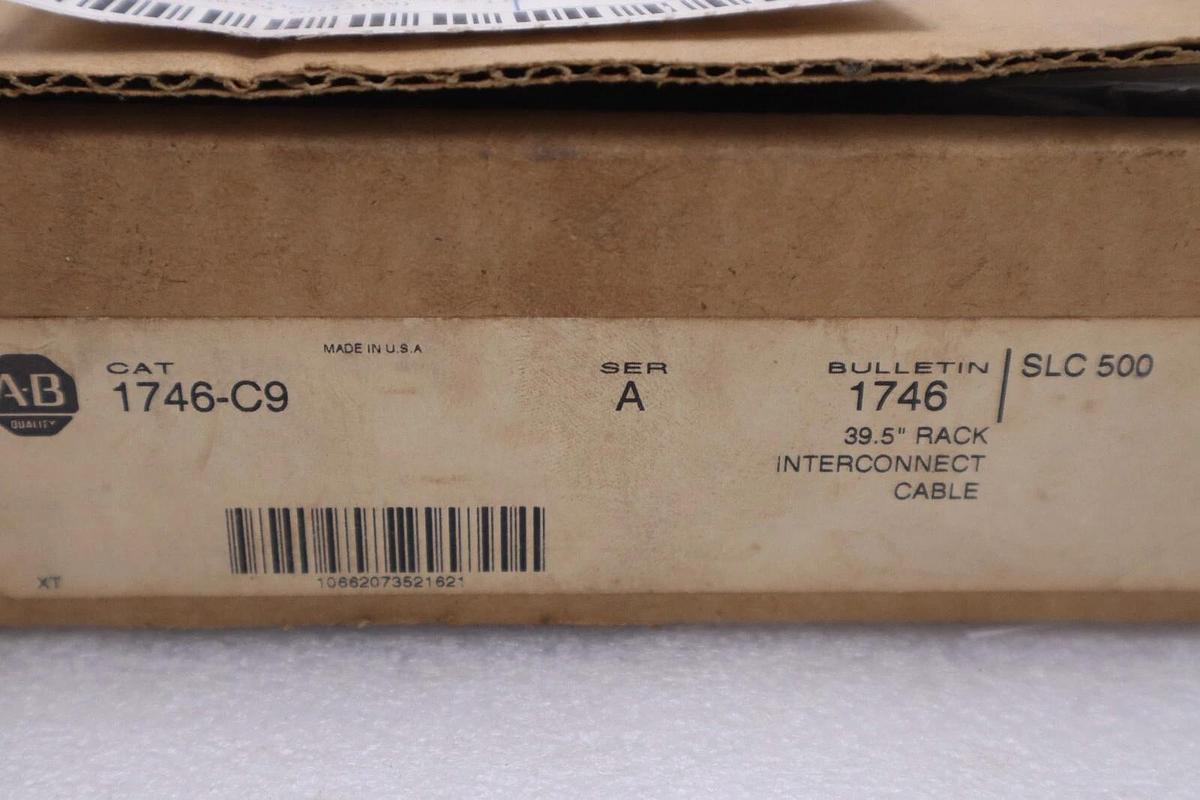 MADE IN U.S.A
A-B
QUALITY
CAT
1746-C9
SER
A
BULLETIN
1746
SLC 500
39.5" RACK
INTERCONNECT
CABLE
10662073521621
XT